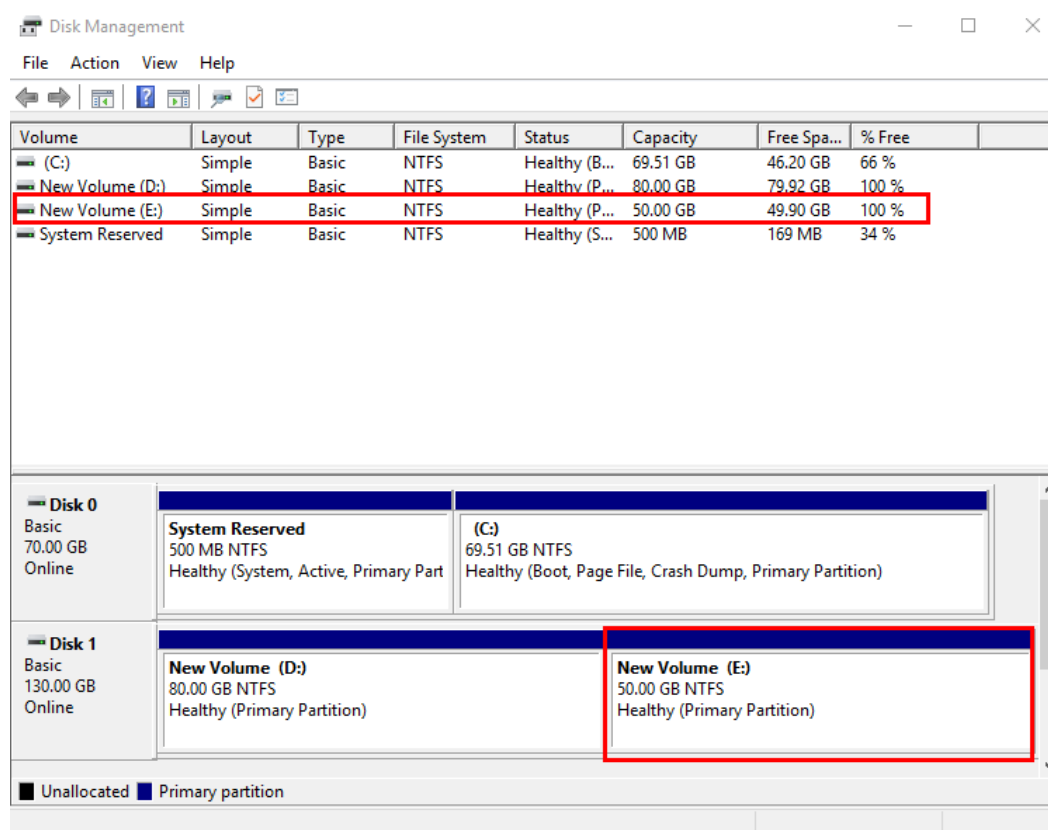 Disk Management
File Action View Help
Volume Layout Type File System Status Capacity Free Spa... % Free
(C:) Simple Basic NTFS Healthy (B... 69.51 GB 46.20 GB 66 %
New Volume (D:) Simple Basic NTFS Healthy (P... 80.00 GB 79.92 GB 100 %
New Volume (E:) Simple Basic NTFS Healthy (P... 50.00 GB 49.90 GB 100 %
System Reserved Simple Basic NTFS Healthy (S... 500 MB 169 MB 34 %
Disk 0
Basic
70.00 GB
Online
System Reserved
500 MB NTFS
Healthy (System, Active, Primary Part
(C:)
69.51 GB NTFS
Healthy (Boot, Page File, Crash Dump, Primary Partition)
Disk 1
Basic
130.00 GB
Online
New Volume (D:)
80.00 GB NTFS
Healthy (Primary Partition)
New Volume (E:)
50.00 GB NTFS
Healthy (Primary Partition)
Unallocated Primary partition